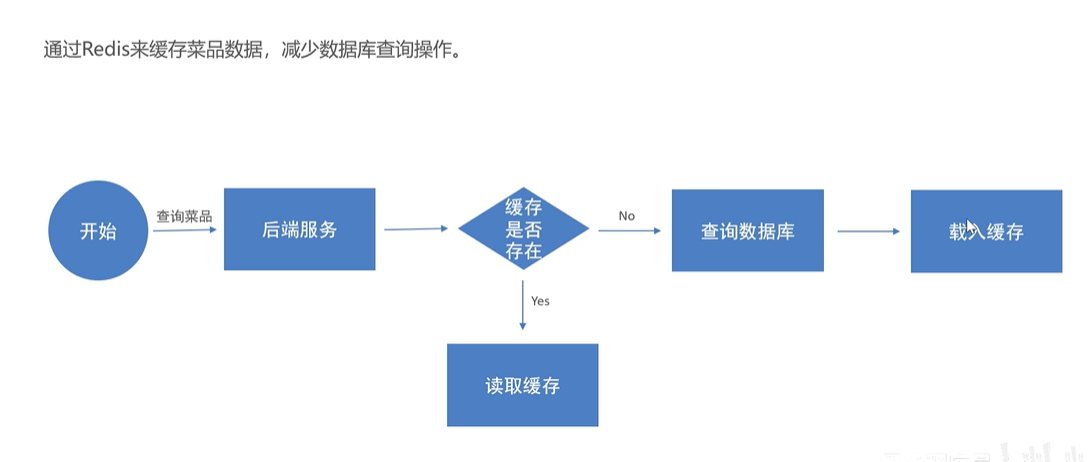 通过Redis来缓存菜品数据，减少数据库查询操作。
开始
查询菜品
后端服务
缓存
是否
存在
No
查询数据库
载入缓存
Yes
读取缓存